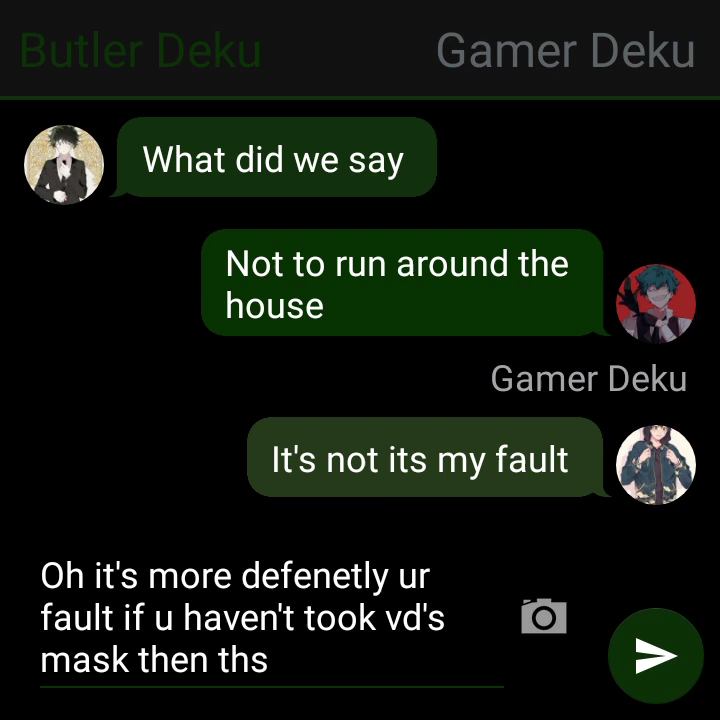 Butler Deku Gamer Deku
What did we say
Not to run around the
house
Gamer Deku
It's not its my fault
Oh it's more defenetly ur
fault if u haven't took vd's
mask then ths